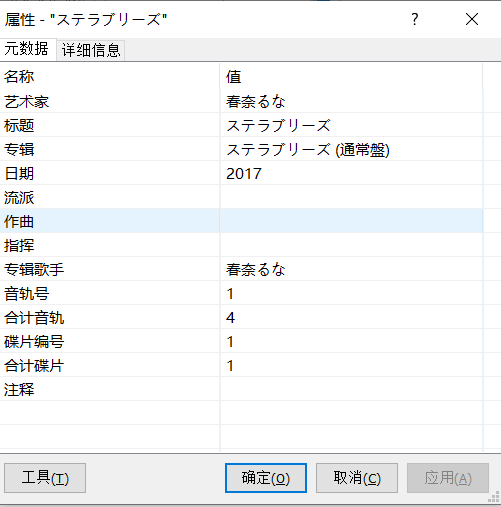 属性 - "ステラブリーズ" ? ×
元数据 详细信息
名称 值
艺术家 春奈るな
标题 ステラブリーズ
专辑 ステラブリーズ (通常盤)
日期 2017
流派
作曲
指挥
专辑歌手 春奈るな
音轨号 1
合计音轨 4
碟片编号 1
合计碟片 1
注释
工具(T) 确定(O) 取消(C) 应用(A)